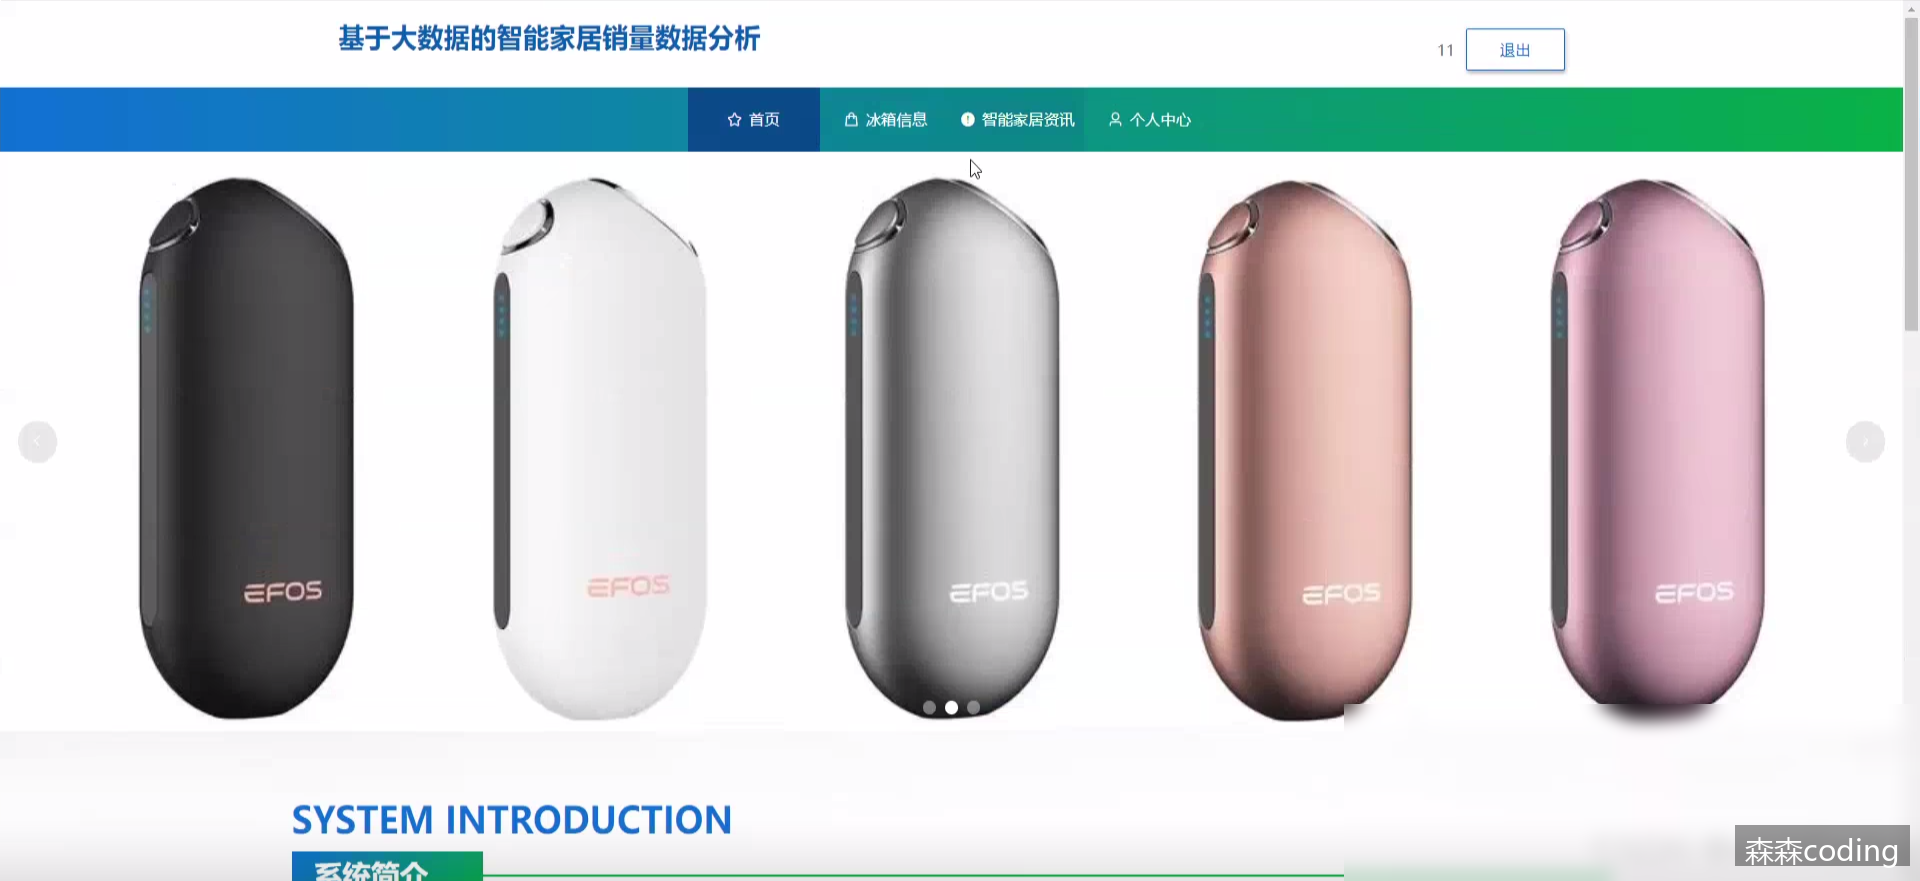 基于大数据的智能家居销量数据分析
11
退出
首页
冰箱信息
智能家居资讯
个人中心
EFOS
EFOS
EFOS
EFOS
EFOS
SYSTEM INTRODUCTION
系统简介
森森coding